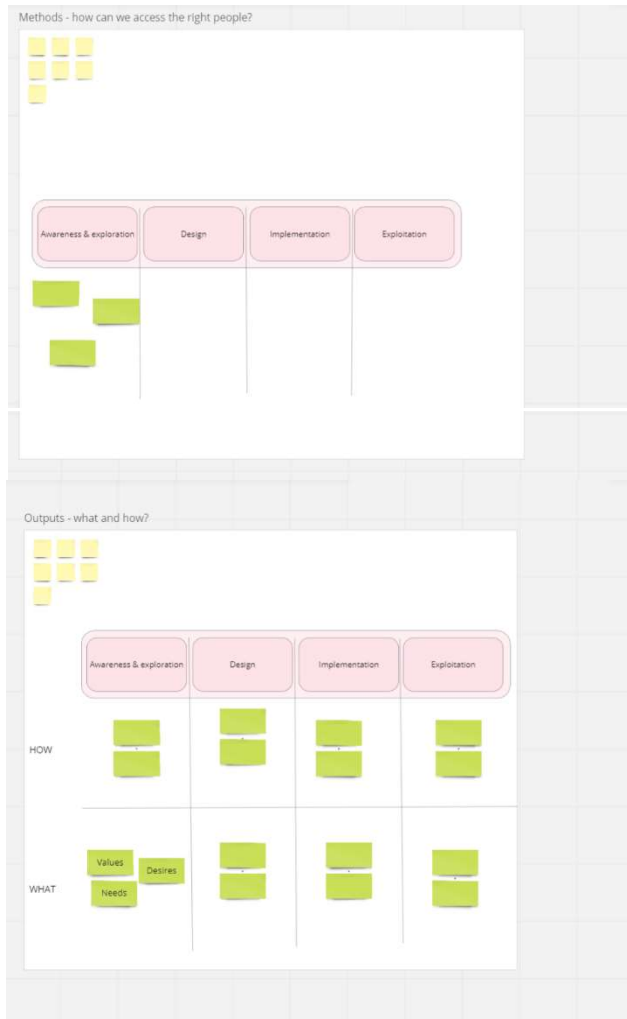 Methods - how can we access the right people?
Awareness & exploration
Design
Implementation
Exploitation
Outputs - what and how?
Awareness & exploration
Design
Implementation
Exploitation
HOW
Values
Desires
WHAT
Needs